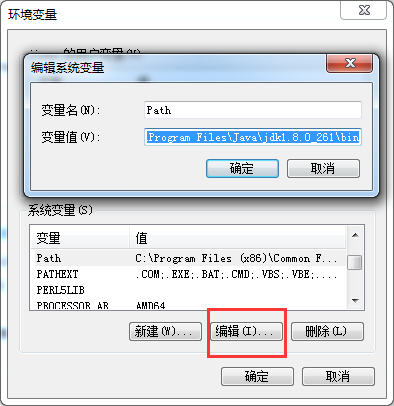 环境变量
的用户变量(U)
编辑系统变量
变量名(N):
Path
变量值(V):
Program Files\Java\jdk1.8.0_261\bin
确定
取消
系统变量(S)
变量 值
Path C:\Program Files (x86)\Common F...
PATHEXT .COM;.EXE;.BAT;.CMD;.VBS;.VBE;....
PERL5LIB
PROCESSOR_AR AMD64
新建(W)... 编辑(I)... 删除(L)
确定 取消